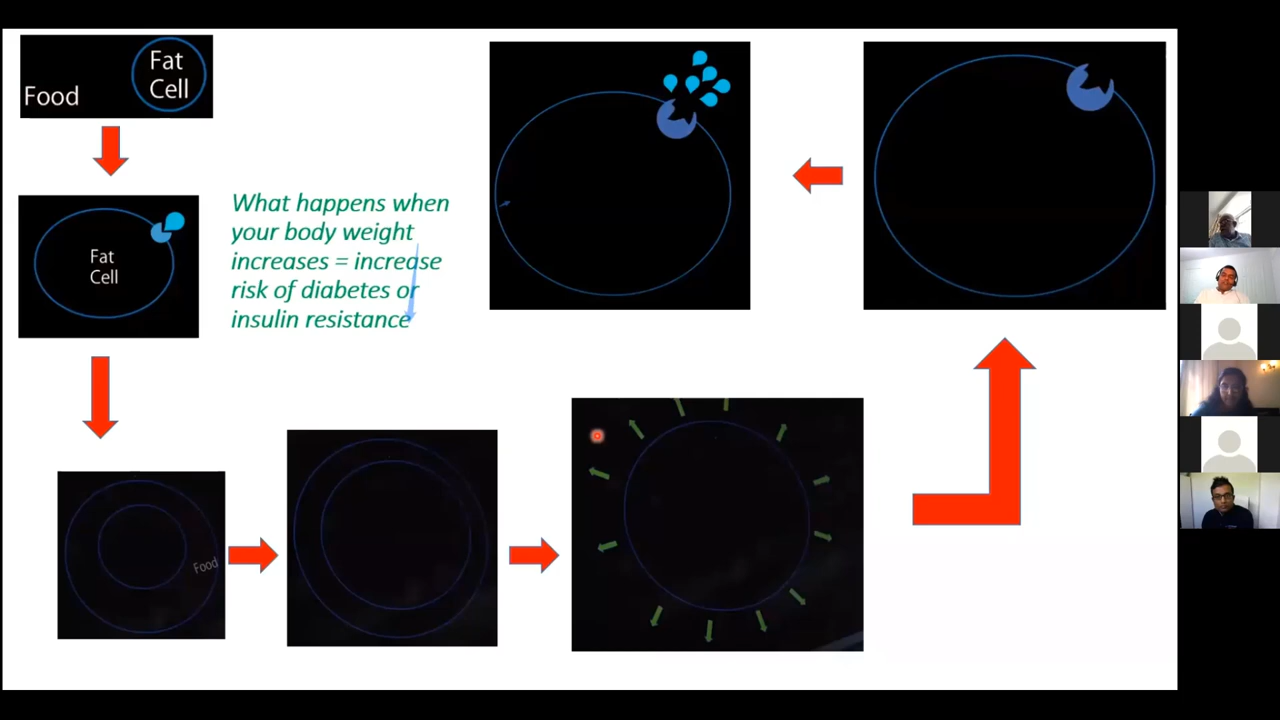 Food
Fat
Cell
Fat
Cell
What happens when
your body weight
increases = increase
risk of diabetes or
insulin resistance
Food